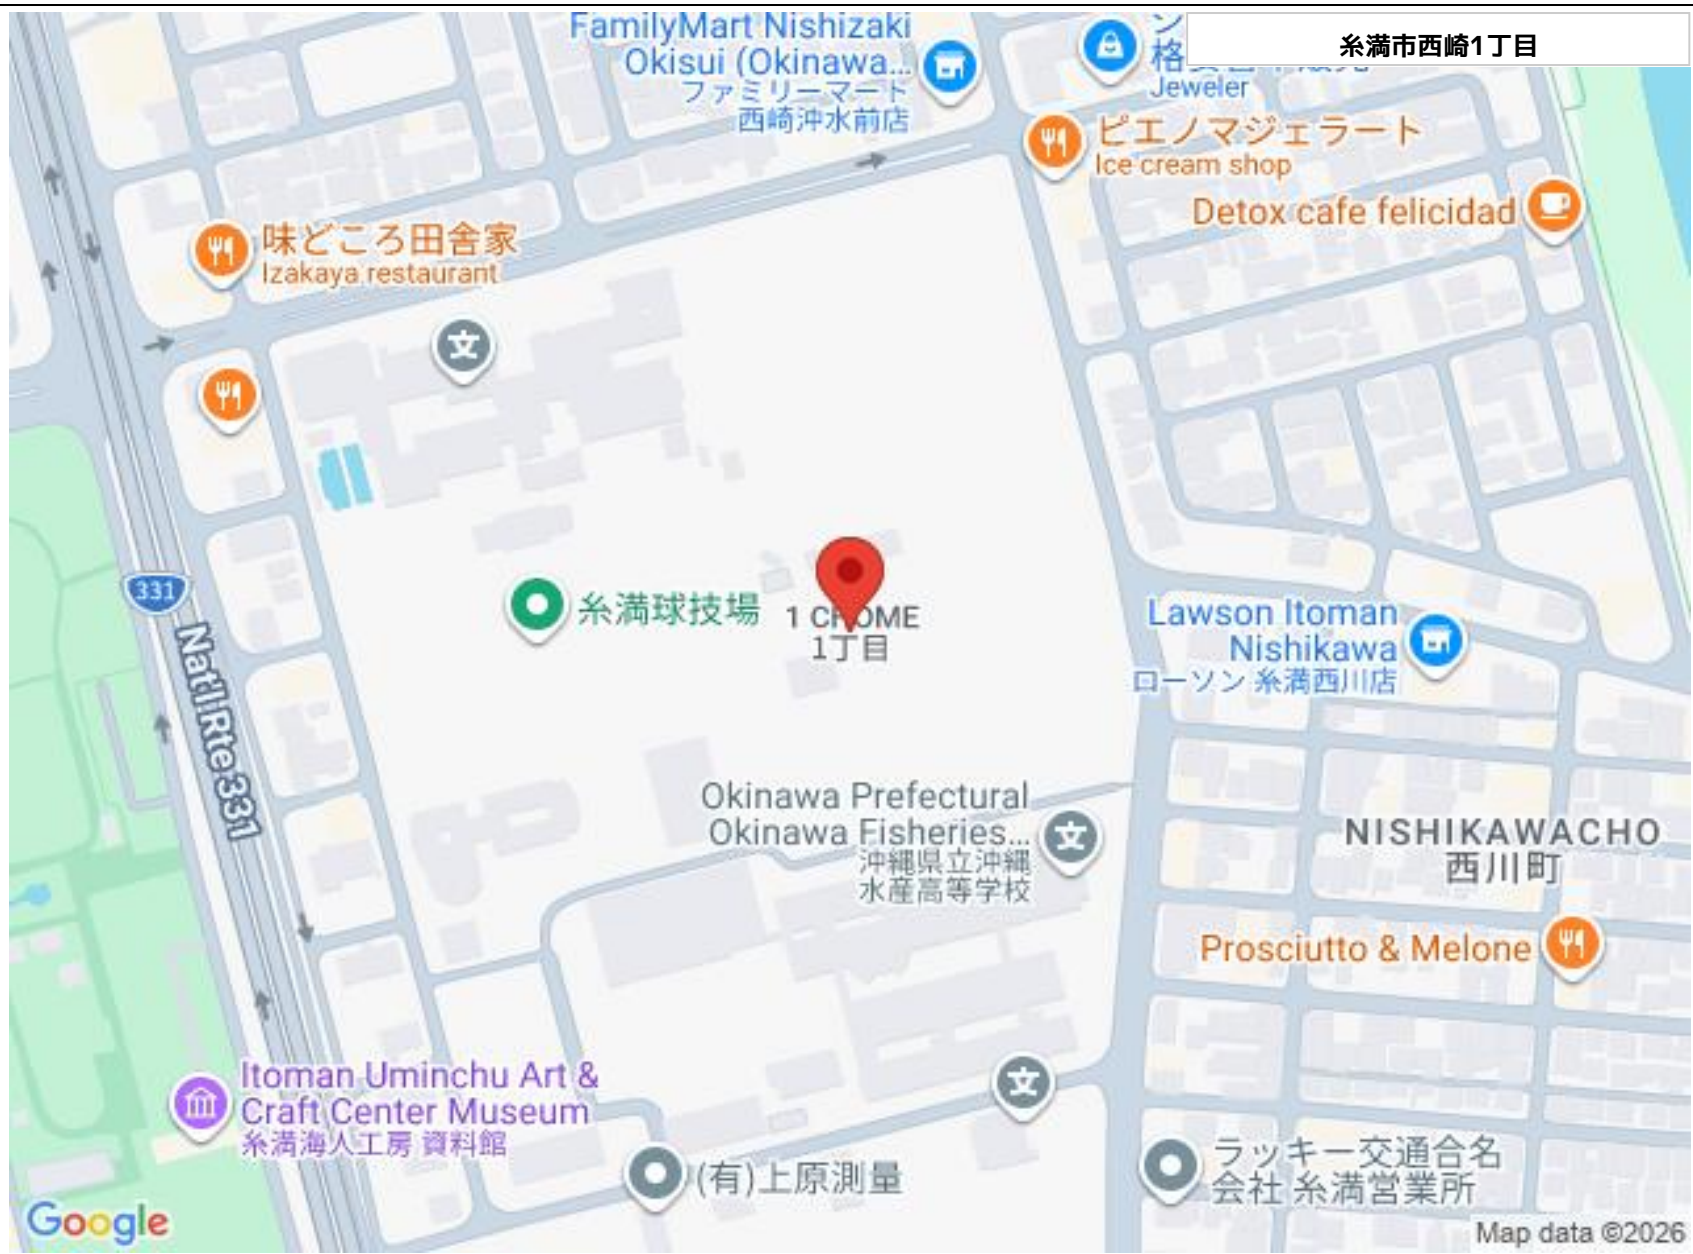 FamilyMart Nishizaki
Okisui (Okinawa...
ファミリーマート
西崎沖水前店
Jeweler
糸満市西崎1丁目
ピエノマジェラート
Ice cream shop
Detox cafe felicidad
味どころ田舎家
Izakaya restaurant
文
331
Nat'l Rte 331
糸満球技場
1 CHOME
1丁目
Lawson Itoman
Nishikawa
ローソン 糸満西川店
Okinawa Prefectural
Okinawa Fisheries...
沖縄県立沖縄
水産高等学校
文
NISHIKAWACHO
西川町
Prosciutto & Melone
Itoman Uminchu Art &
Craft Center Museum
糸満海人工房 資料館
文
(有)上原測量
ラッキー交通合名
会社 糸満営業所
Google
Map data ©2026